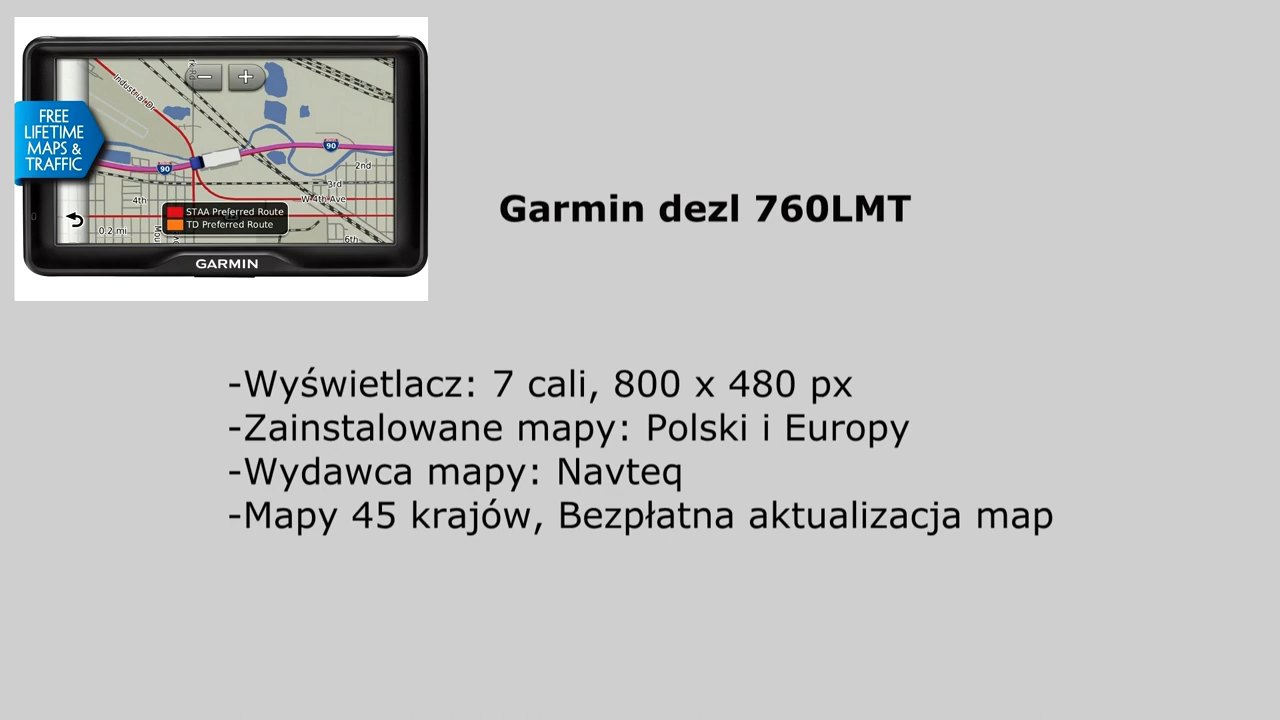 FREE
LIFETIME
MAPS &
TRAFFIC
Industrial Dr
90
90
2nd
3rd
4th
W 4th Ave
STAA Preferred Route
TD Preferred Route
0.2 mi
6th
GARMIN
Garmin dezl 760LMT
-Wyświetlacz: 7 cali, 800 x 480 px
-Zainstalowane mapy: Polski i Europy
-Wydawca mapy: Navteq
-Mapy 45 krajów, Bezpłatna aktualizacja map